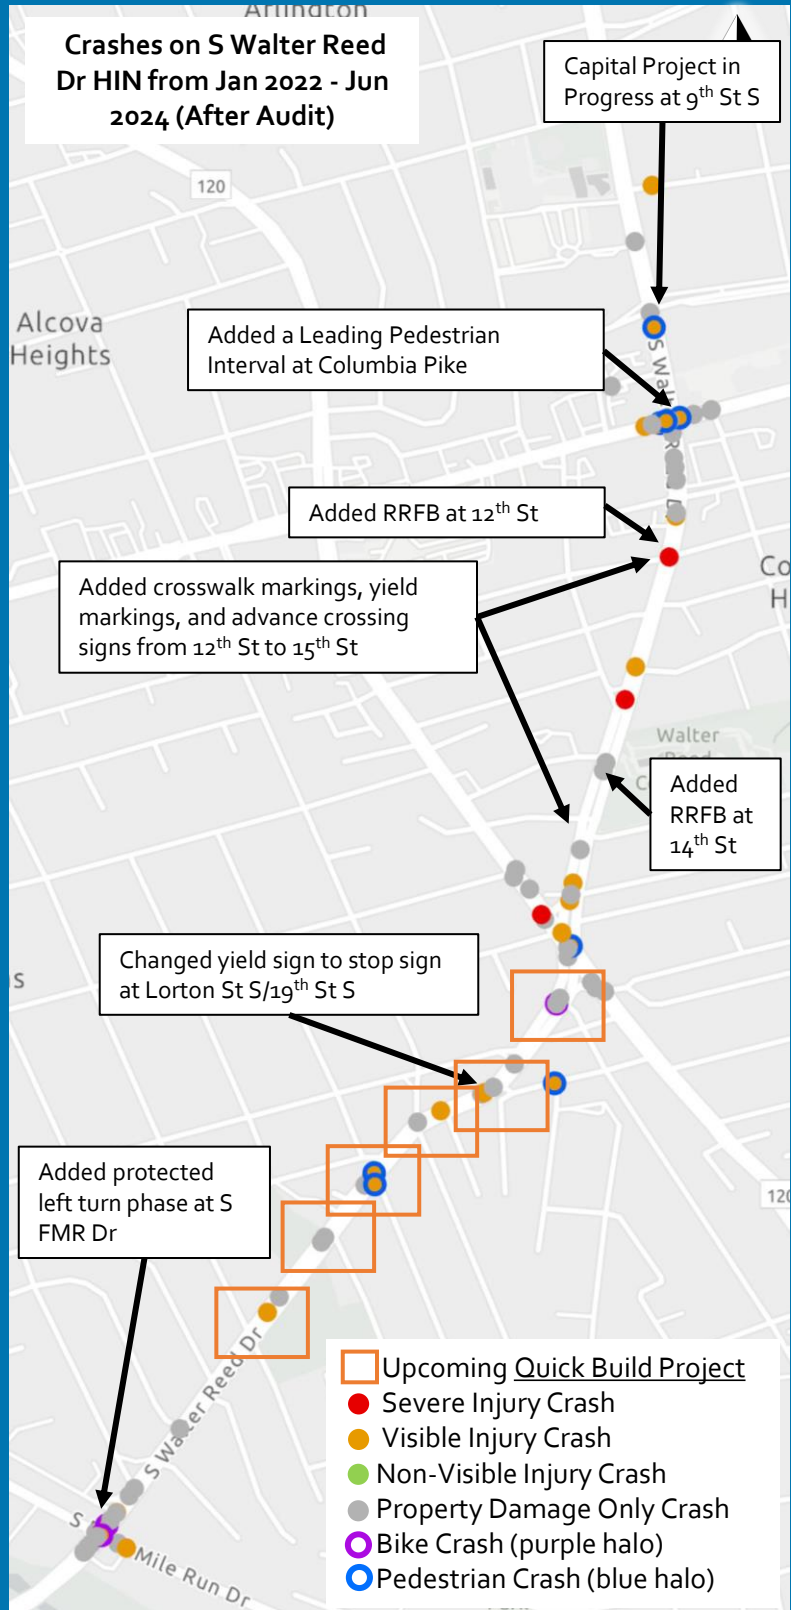 Arlington
Crashes on S Walter Reed
Dr HIN from Jan 2022 - Jun
2024 (After Audit)
Capital Project in
Progress at 9th St S
120
Alcova
Heights
Added a Leading Pedestrian
Interval at Columbia Pike
S Wal
Added RRFB at 12th St
Co
H
Added crosswalk markings, yield
markings, and advance crossing
signs from 12th St to 15th St
Walter
Added
RRFB at
14th St
Changed yield sign to stop sign
at Lorton St S/19th St S
s
Added protected
left turn phase at S
FMR Dr
120
S Walter Reed Dr
S
Mile Run Dr
Upcoming Quick Build Project
Severe Injury Crash
Visible Injury Crash
Non-Visible Injury Crash
Property Damage Only Crash
Bike Crash (purple halo)
Pedestrian Crash (blue halo)